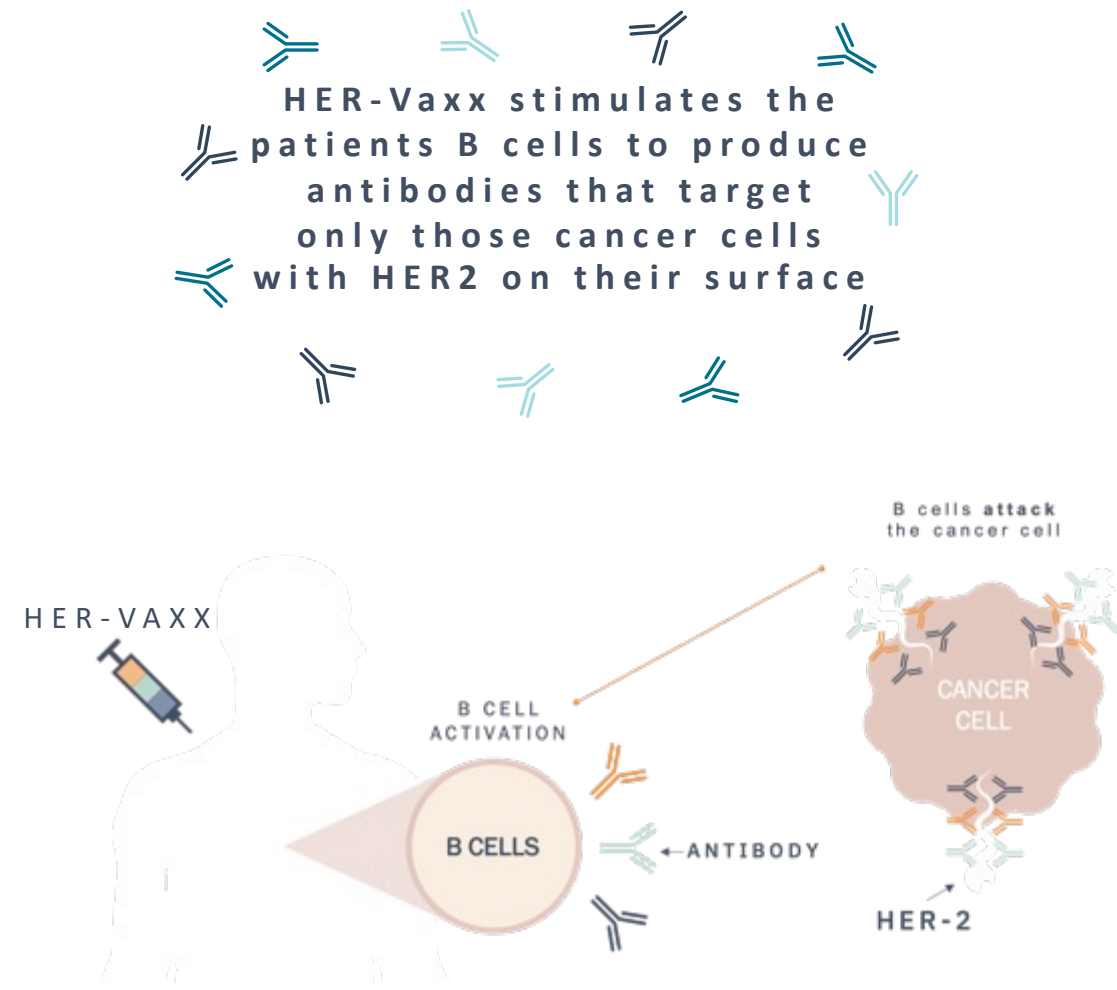 HER-Vaxx stimulates the
patients B cells to produce
antibodies that target
only those cancer cells
with HER2 on their surface
B cells attack
the cancer cell
HER-VAXX
CANCER
CELL
B CELL
ACTIVATION
B CELLS
ANTIBODY
HER-2